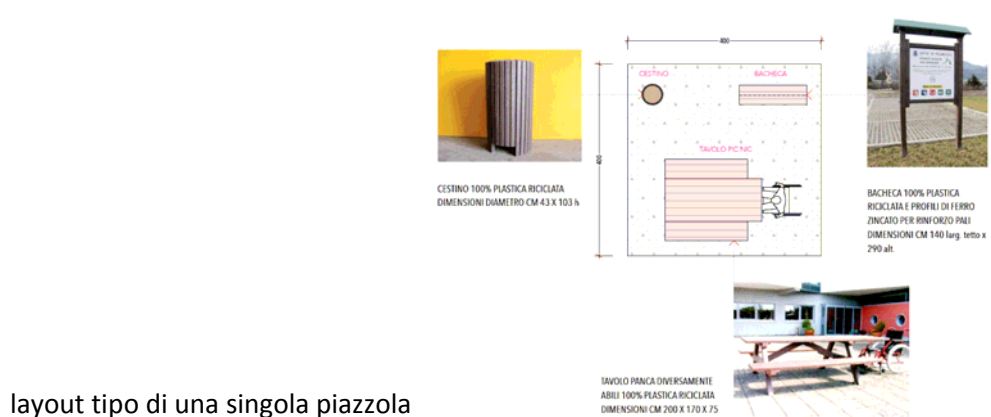 400
CESTINO
BACHECA
400
TAVOLO PICNIC
CESTINO 100% PLASTICA RICICLATA
DIMENSIONI DIAMETRO CM 43 X 103 h
BACHECA 100% PLASTICA
RICICLATA E PROFILI DI FERRO
ZINCATO PER RINFORZO PALI
DIMENSIONI CM 140 larg. tetto x
290 alt.
TAVOLO PANCA DIVERSAMENTE
ABILI 100% PLASTICA RICICLATA
DIMENSIONI CM 200 X 170 X 75
layout tipo di una singola piazzola